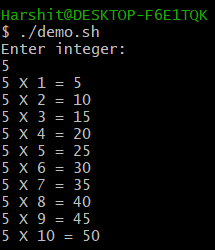 Harshit@DESKTOP-F6E1TQK
$ ./demo.sh
Enter integer:
5
5 X 1 = 5
5 X 2 = 10
5 X 3 = 15
5 X 4 = 20
5 X 5 = 25
5 X 6 = 30
5 X 7 = 35
5 X 8 = 40
5 X 9 = 45
5 X 10 = 50